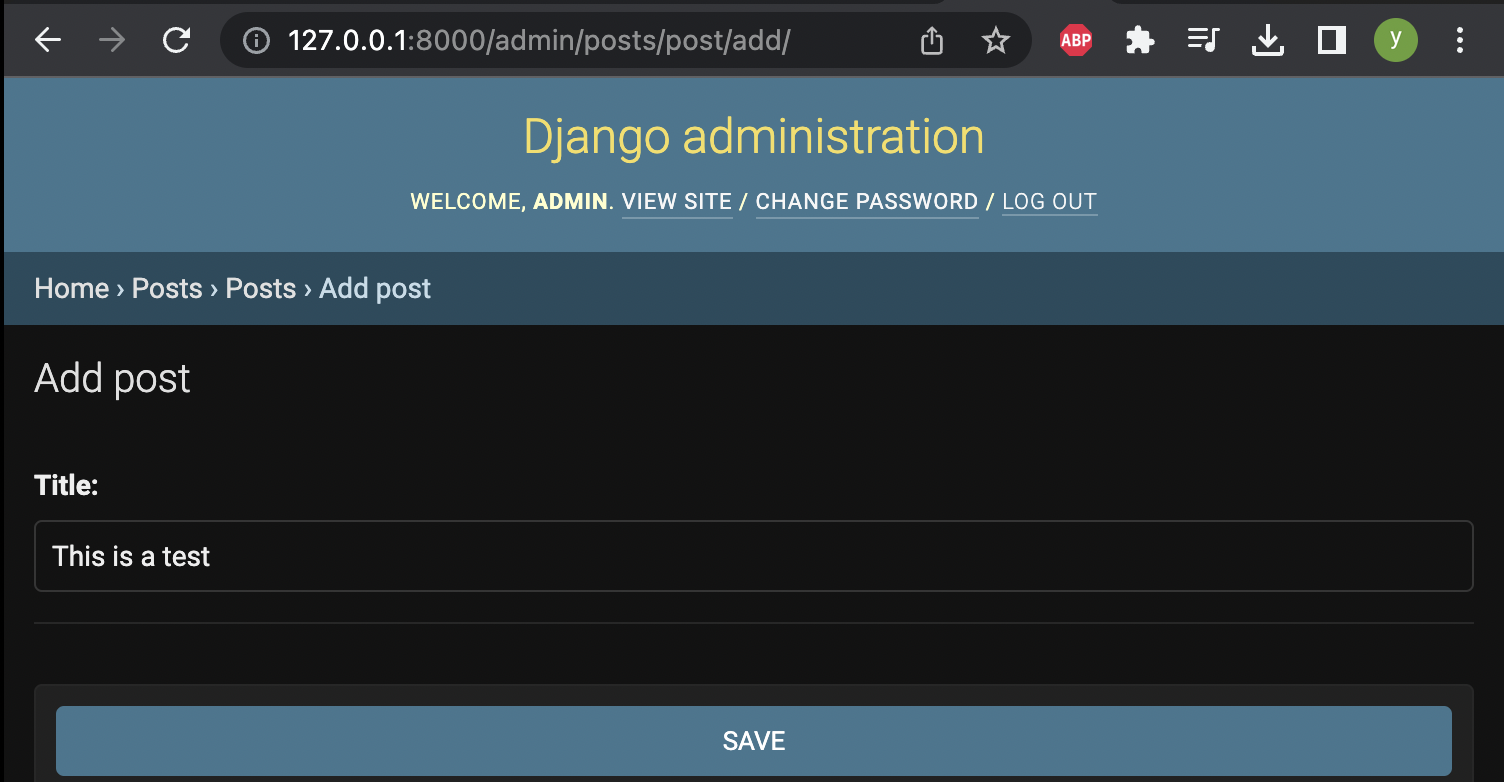 127.0.0.1:8000/admin/posts/post/add/
ABP
y
Django administration
WELCOME, ADMIN. VIEW SITE / CHANGE PASSWORD / LOG OUT
Home › Posts › Posts › Add post
Add post
Title:
This is a test
SAVE